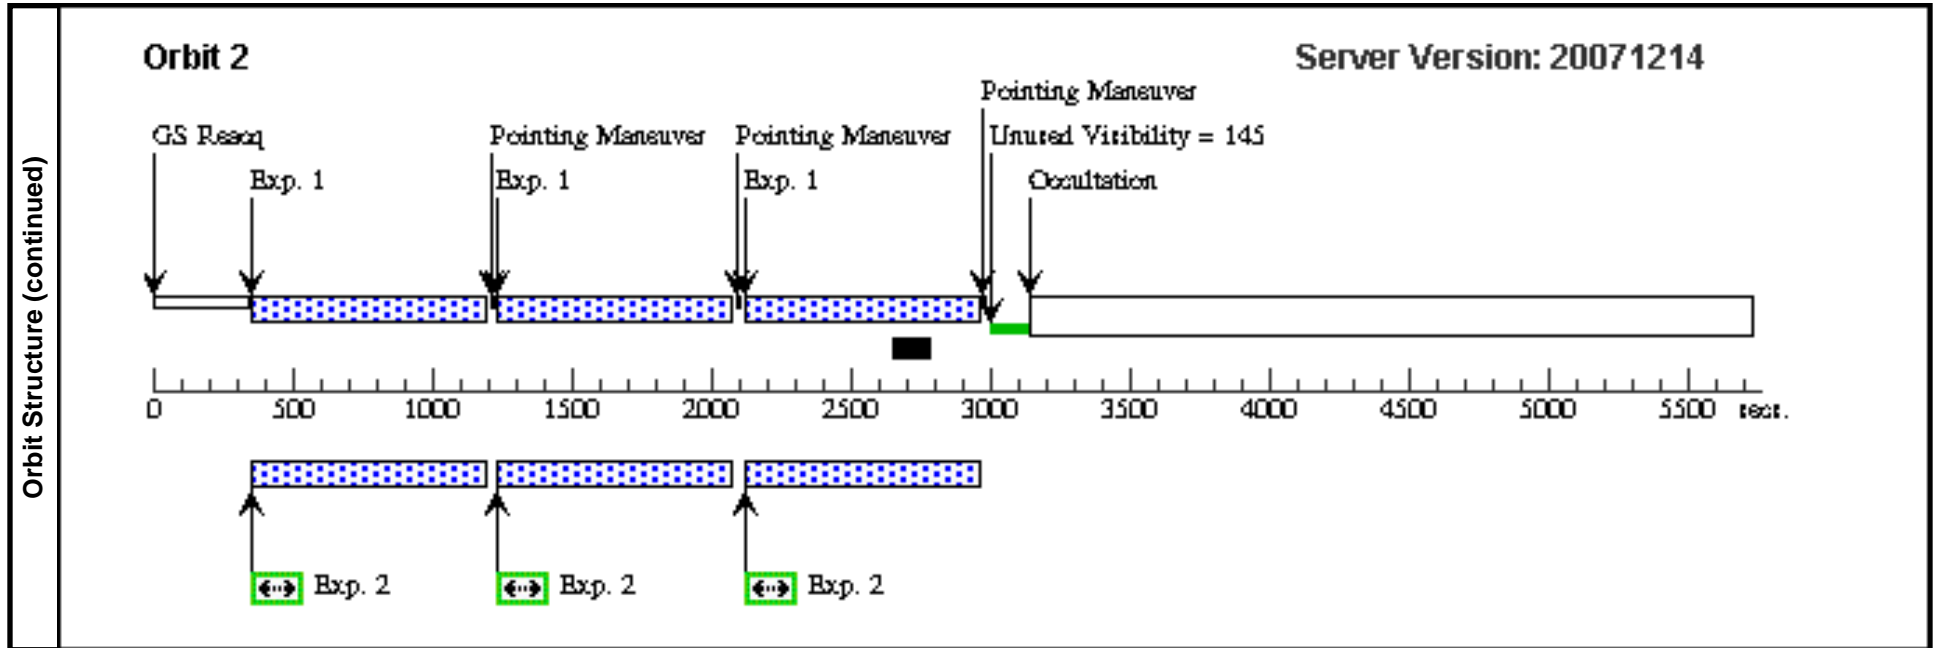 Orbit Structure (continued)
Orbit 2
Server Version: 20071214
Pointing Maneuver
GS Reacq
Pointing Maneuver
Pointing Maneuver
Unused Visibility = 145
Exp. 1
Exp. 1
Exp. 1
Occultation
0 500 1000 1500 2000 2500 3000 3500 4000 4500 5000 5500 secs.
Exp. 2
Exp. 2
Exp. 2